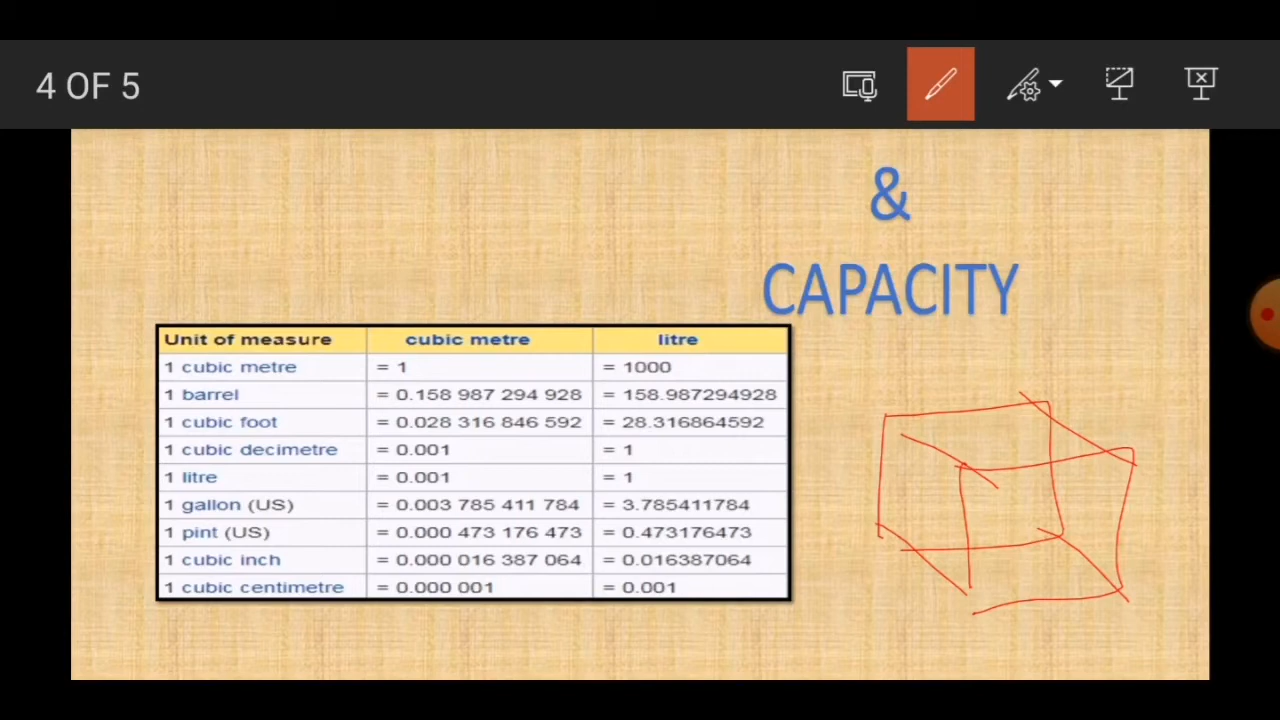 4 OF 5
&
CAPACITY
Unit of measure cubic metre litre
1 cubic metre = 1 = 1000
1 barrel = 0.158 987 294 928 = 158.987294928
1 cubic foot = 0.028 316 846 592 = 28.316864592
1 cubic decimetre = 0.001 = 1
1 litre = 0.001 = 1
1 gallon (US) = 0.003 785 411 784 = 3.785411784
1 pint (US) = 0.000 473 176 473 = 0.473176473
1 cubic inch = 0.000 016 387 064 = 0.016387064
1 cubic centimetre = 0.000 001 = 0.001